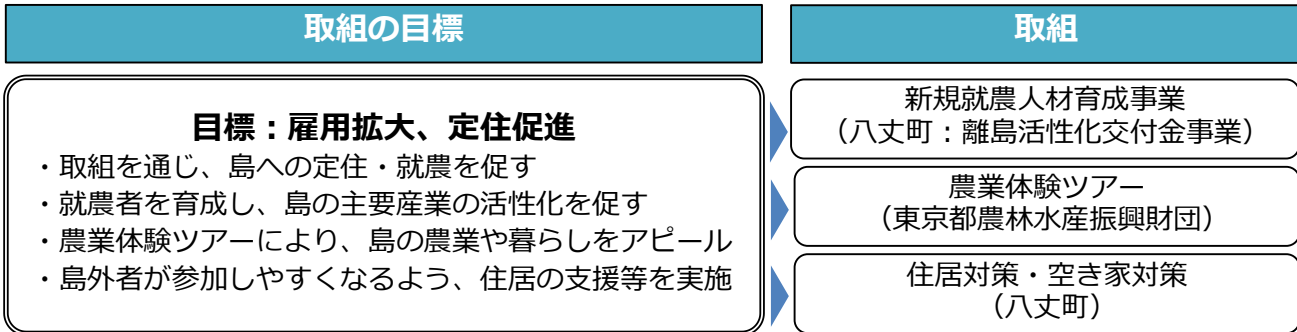 取組の目標
取組
目標：雇用拡大、定住促進
・取組を通じ、島への定住・就農を促す
・就農者を育成し、島の主要産業の活性化を促す
・農業体験ツアーにより、島の農業や暮らしをアピール
・島外者が参加しやすくなるよう、住居の支援等を実施
新規就農人材育成事業
（八丈町：離島活性化交付金事業）
農業体験ツアー
（東京都農林水産振興財団）
住居対策・空き家対策
（八丈町）